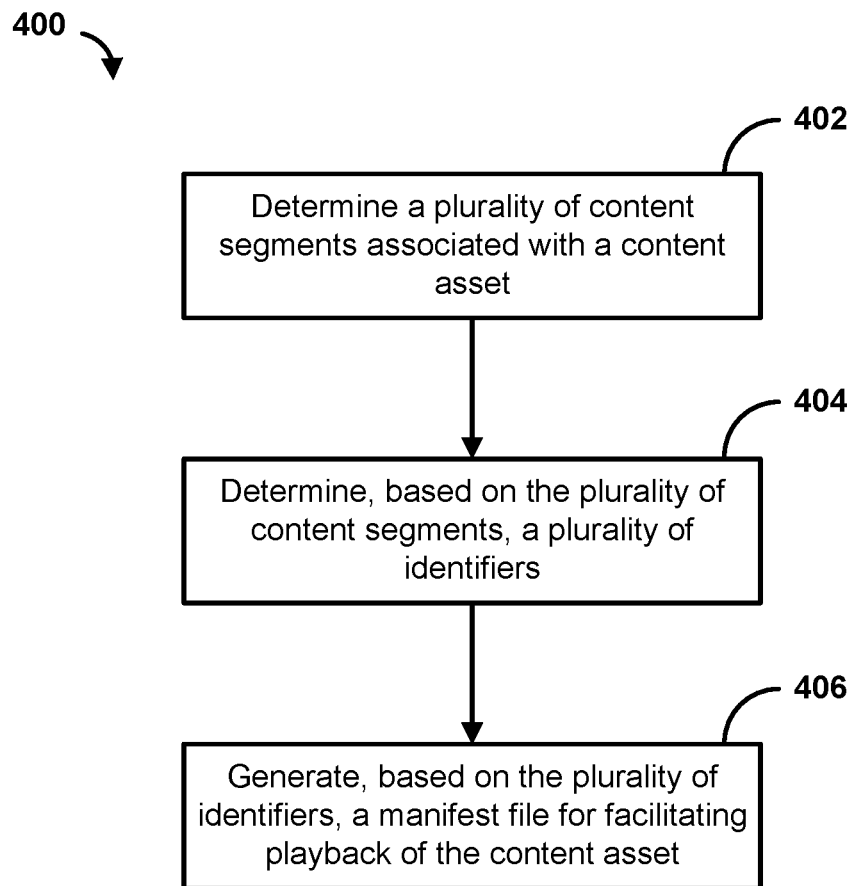 400
402
Determine a plurality of content
segments associated with a content
asset
404
Determine, based on the plurality of
content segments, a plurality of
identifiers
406
Generate, based on the plurality of
identifiers, a manifest file for facilitating
playback of the content asset